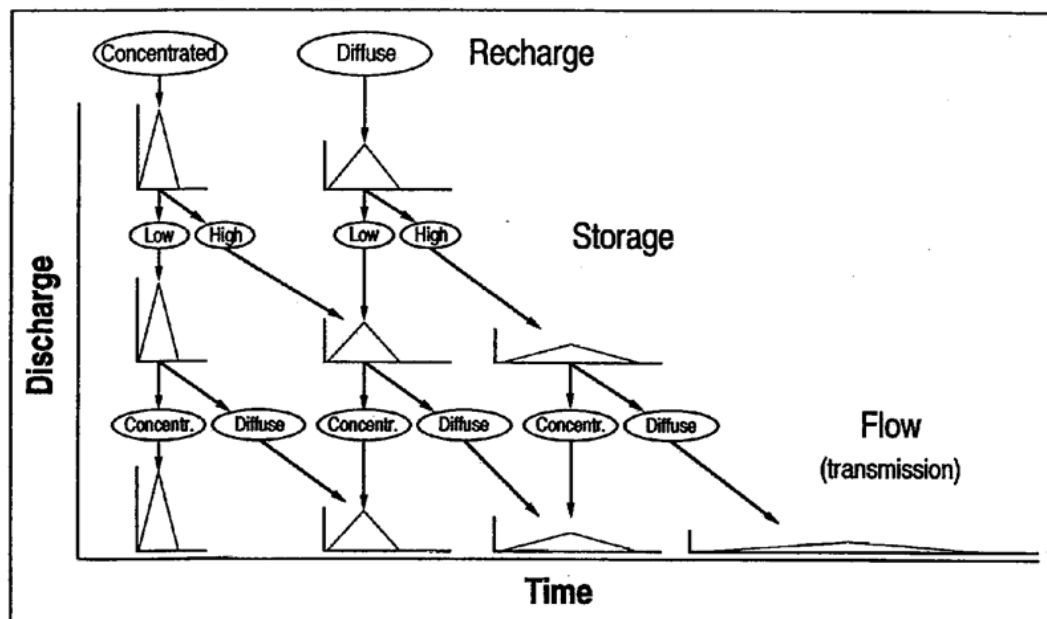 Concentrated Diffuse Recharge
Low High Low High Storage
Concentr. Diffuse Concentr. Diffuse Concentr. Diffuse Flow
(transmission)
Discharge
Time